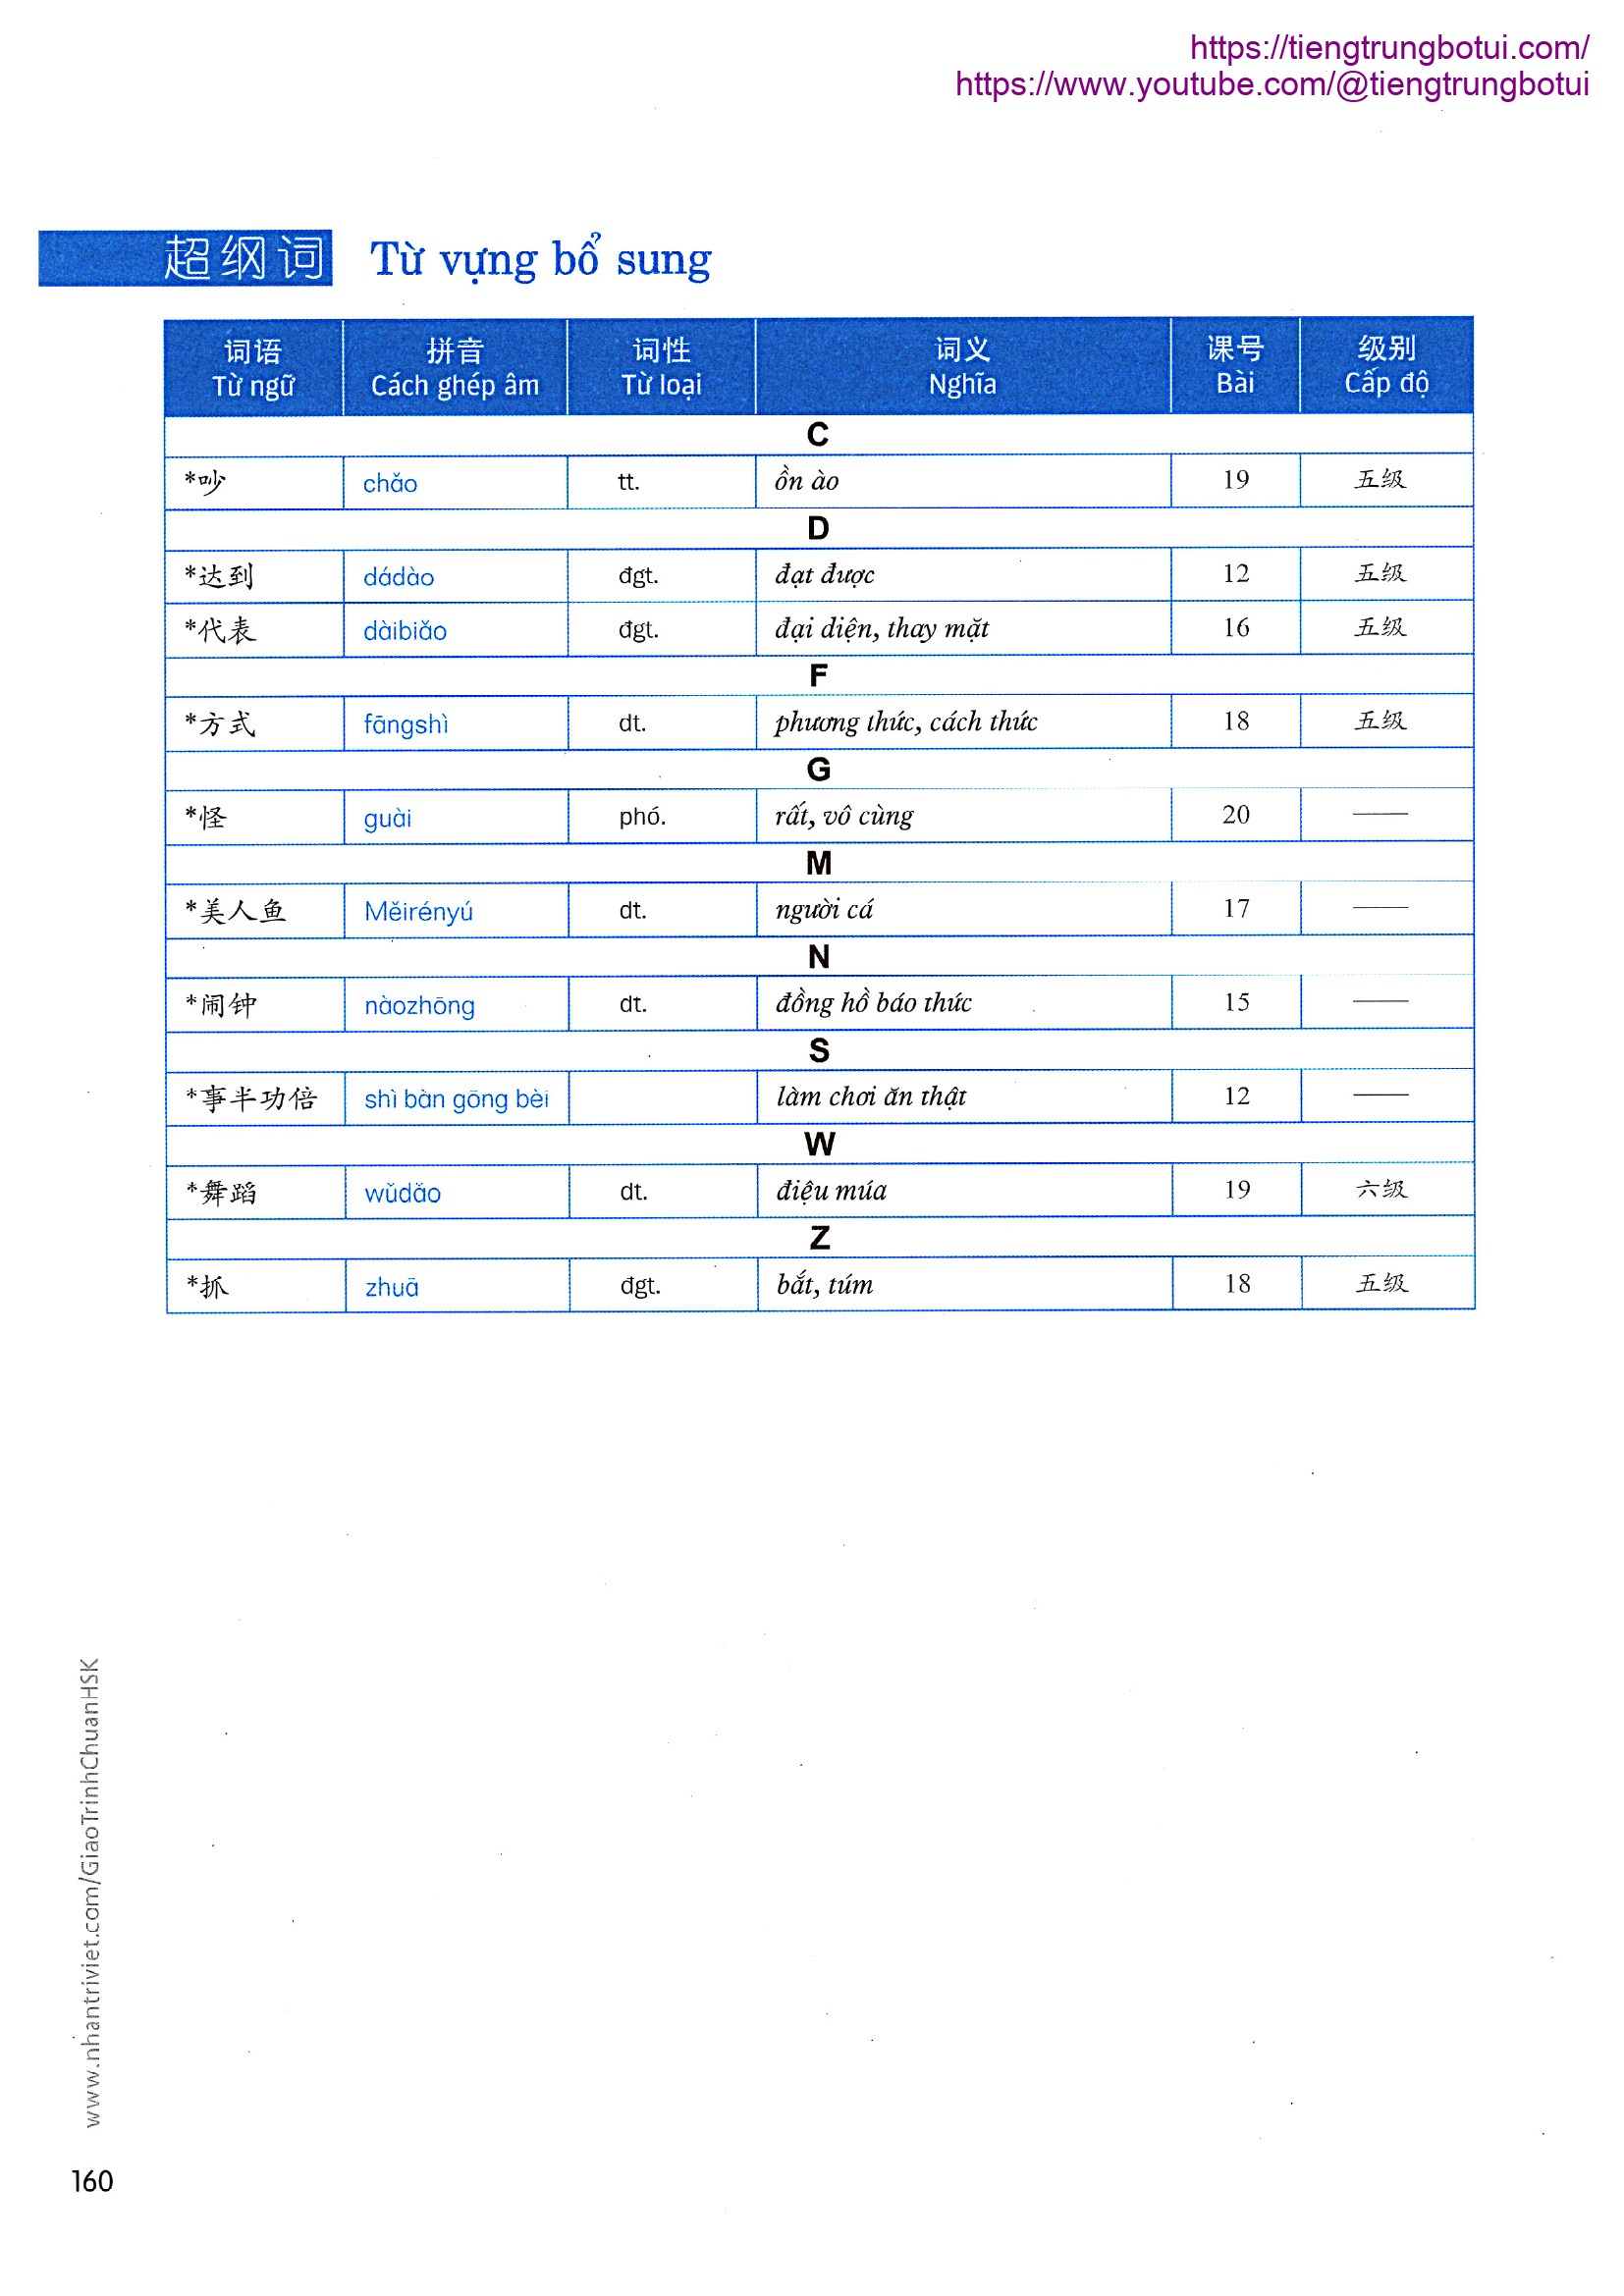 https://tiengtrungbotui.com/
https://www.youtube.com/@tiengtrungbotui
超纲词 Từ vựng bổ sung
词语 拼音 词性 词义 课号 级别
Từ ngữ Cách ghép âm Từ loại Nghĩa Bài Cấp độ
C
*吵 chǎo tt. ồn ào 19 五级
D
*达到 dádào đgt. đạt được 12 五级
*代表 dàibiǎo đgt. đại diện, thay mặt 16 五级
F
*方式 fāngshì dt. phương thức, cách thức 18 五级
G
*怪 guài phó. rất, vô cùng 20 ——
M
*美人鱼 Měirényú dt. người cá 17 ——
N
*闹钟 nàozhōng dt. đồng hồ báo thức 15 ——
S
*事半功倍 shì bàn gōng bèi làm chơi ăn thật 12 ——
W
*舞蹈 wǔdǎo dt. điệu múa 19 六级
Z
*抓 zhuā đgt. bắt, túm 18 五级
www.nhantriviet.com/GiaoTrinhChuanHSK
160